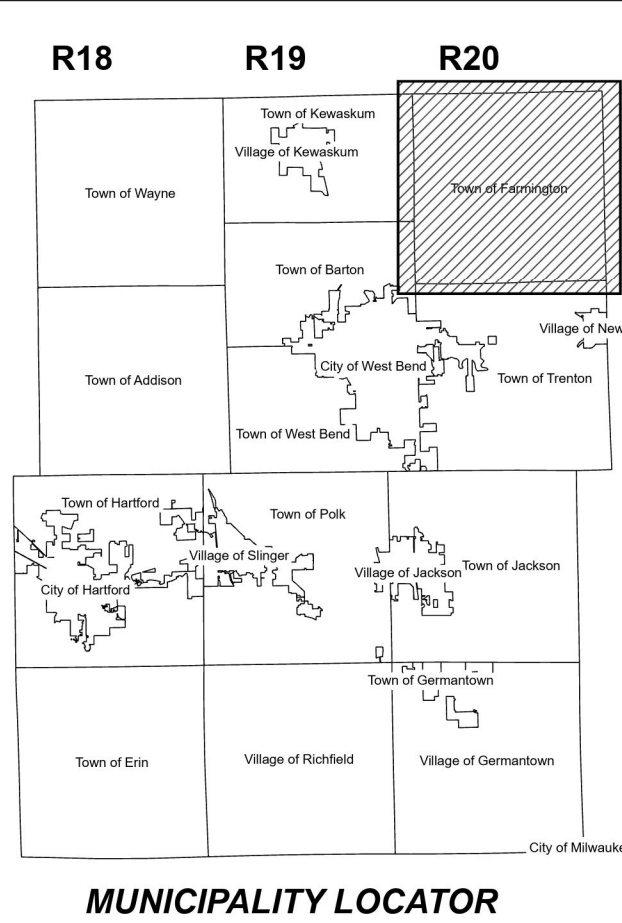 R18 R19 R20
Town of Kewaskum
Village of Kewaskum
Town of Wayne
Town of Farmington
Town of Barton
Village of New
City of West Bend
Town of Addison
Town of Trenton
Town of West Bend
Town of Hartford
Town of Polk
Village of Slinger
Town of Jackson
Village of Jackson
City of Hartford
Town of Germantown
Town of Erin
Village of Richfield
Village of Germantown
City of Milwauke
MUNICIPALITY LOCATOR